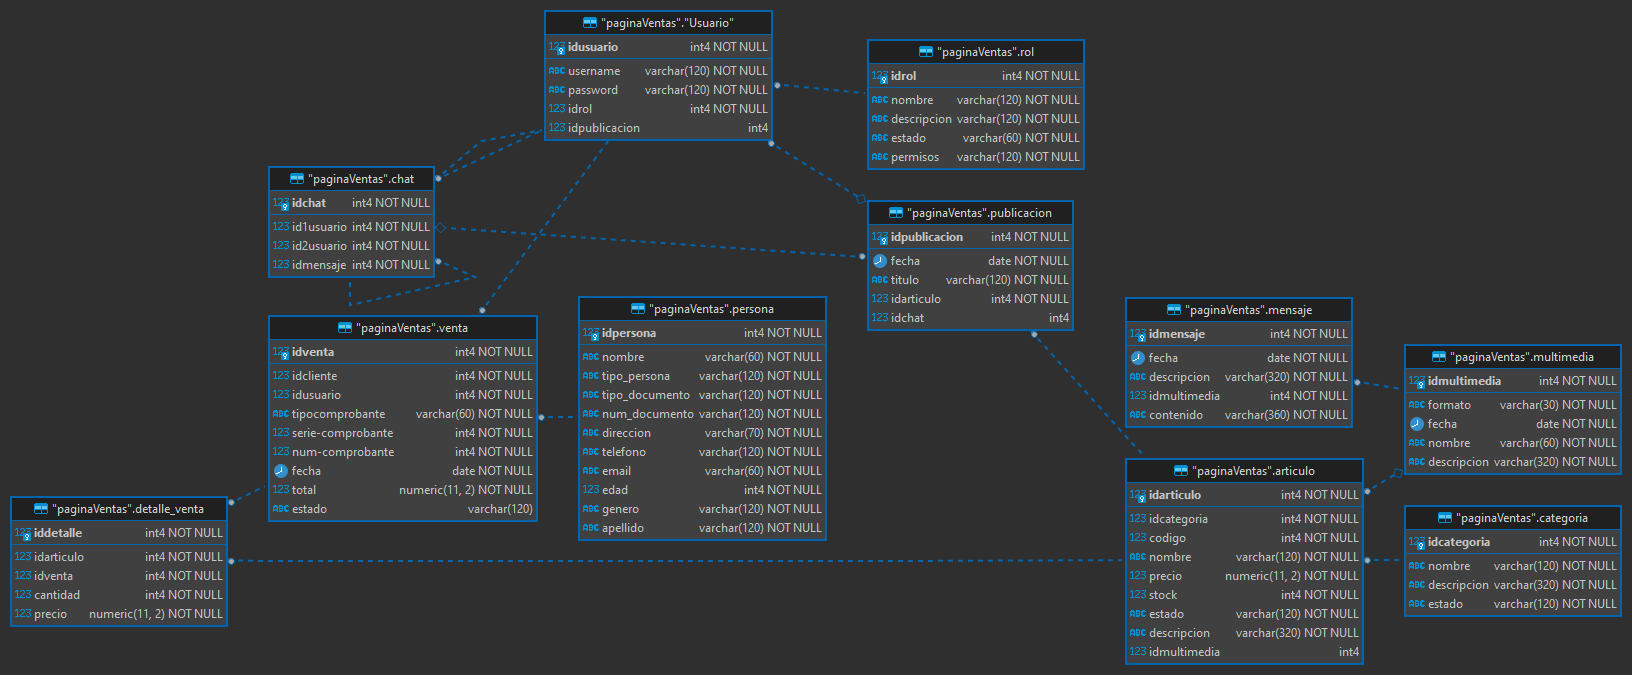 "paginaVentas"."Usuario"
123 idusuario int4 NOT NULL
ABC username varchar(120) NOT NULL
ABC password varchar(120) NOT NULL
123 idrol int4 NOT NULL
123 idpublicacion int4
"paginaVentas".rol
123 idrol int4 NOT NULL
ABC nombre varchar(120) NOT NULL
ABC descripcion varchar(120) NOT NULL
ABC estado varchar(60) NOT NULL
ABC permisos varchar(120) NOT NULL
"paginaVentas".chat
123 idchat int4 NOT NULL
123 id1usuario int4 NOT NULL
123 id2usuario int4 NOT NULL
123 idmensaje int4 NOT NULL
"paginaVentas".publicacion
123 idpublicacion int4 NOT NULL
fecha date NOT NULL
ABC titulo varchar(120) NOT NULL
123 idarticulo int4 NOT NULL
123 idchat int4
"paginaVentas".venta
123 idventa int4 NOT NULL
123 idcliente int4 NOT NULL
123 idusuario int4 NOT NULL
ABC tipocomprobante varchar(60) NOT NULL
123 serie-comprobante int4 NOT NULL
123 num-comprobante int4 NOT NULL
fecha date NOT NULL
123 total numeric(11, 2) NOT NULL
ABC estado varchar(120)
"paginaVentas".persona
123 idpersona int4 NOT NULL
ABC nombre varchar(60) NOT NULL
ABC tipo_persona varchar(120) NOT NULL
ABC tipo_documento varchar(120) NOT NULL
ABC num_documento varchar(120) NOT NULL
ABC direccion varchar(70) NOT NULL
ABC telefono varchar(120) NOT NULL
ABC email varchar(60) NOT NULL
123 edad int4 NOT NULL
ABC genero varchar(120) NOT NULL
ABC apellido varchar(120) NOT NULL
"paginaVentas".mensaje
123 idmensaje int4 NOT NULL
fecha date NOT NULL
ABC descripcion varchar(320) NOT NULL
123 idmultimedia int4 NOT NULL
ABC contenido varchar(360) NOT NULL
"paginaVentas".multimedia
123 idmultimedia int4 NOT NULL
ABC formato varchar(30) NOT NULL
fecha date NOT NULL
ABC nombre varchar(60) NOT NULL
ABC descripcion varchar(320) NOT NULL
"paginaVentas".detalle_venta
123 iddetalle int4 NOT NULL
123 idarticulo int4 NOT NULL
123 idventa int4 NOT NULL
123 cantidad int4 NOT NULL
123 precio numeric(11, 2) NOT NULL
"paginaVentas".articulo
123 idarticulo int4 NOT NULL
123 idcategoria int4 NOT NULL
123 codigo int4 NOT NULL
ABC nombre varchar(120) NOT NULL
123 precio numeric(11, 2) NOT NULL
123 stock int4 NOT NULL
ABC estado varchar(120) NOT NULL
ABC descripcion varchar(320) NOT NULL
123 idmultimedia int4
"paginaVentas".categoria
123 idcategoria int4 NOT NULL
ABC nombre varchar(120) NOT NULL
ABC descripcion varchar(320) NOT NULL
ABC estado varchar(120) NOT NULL